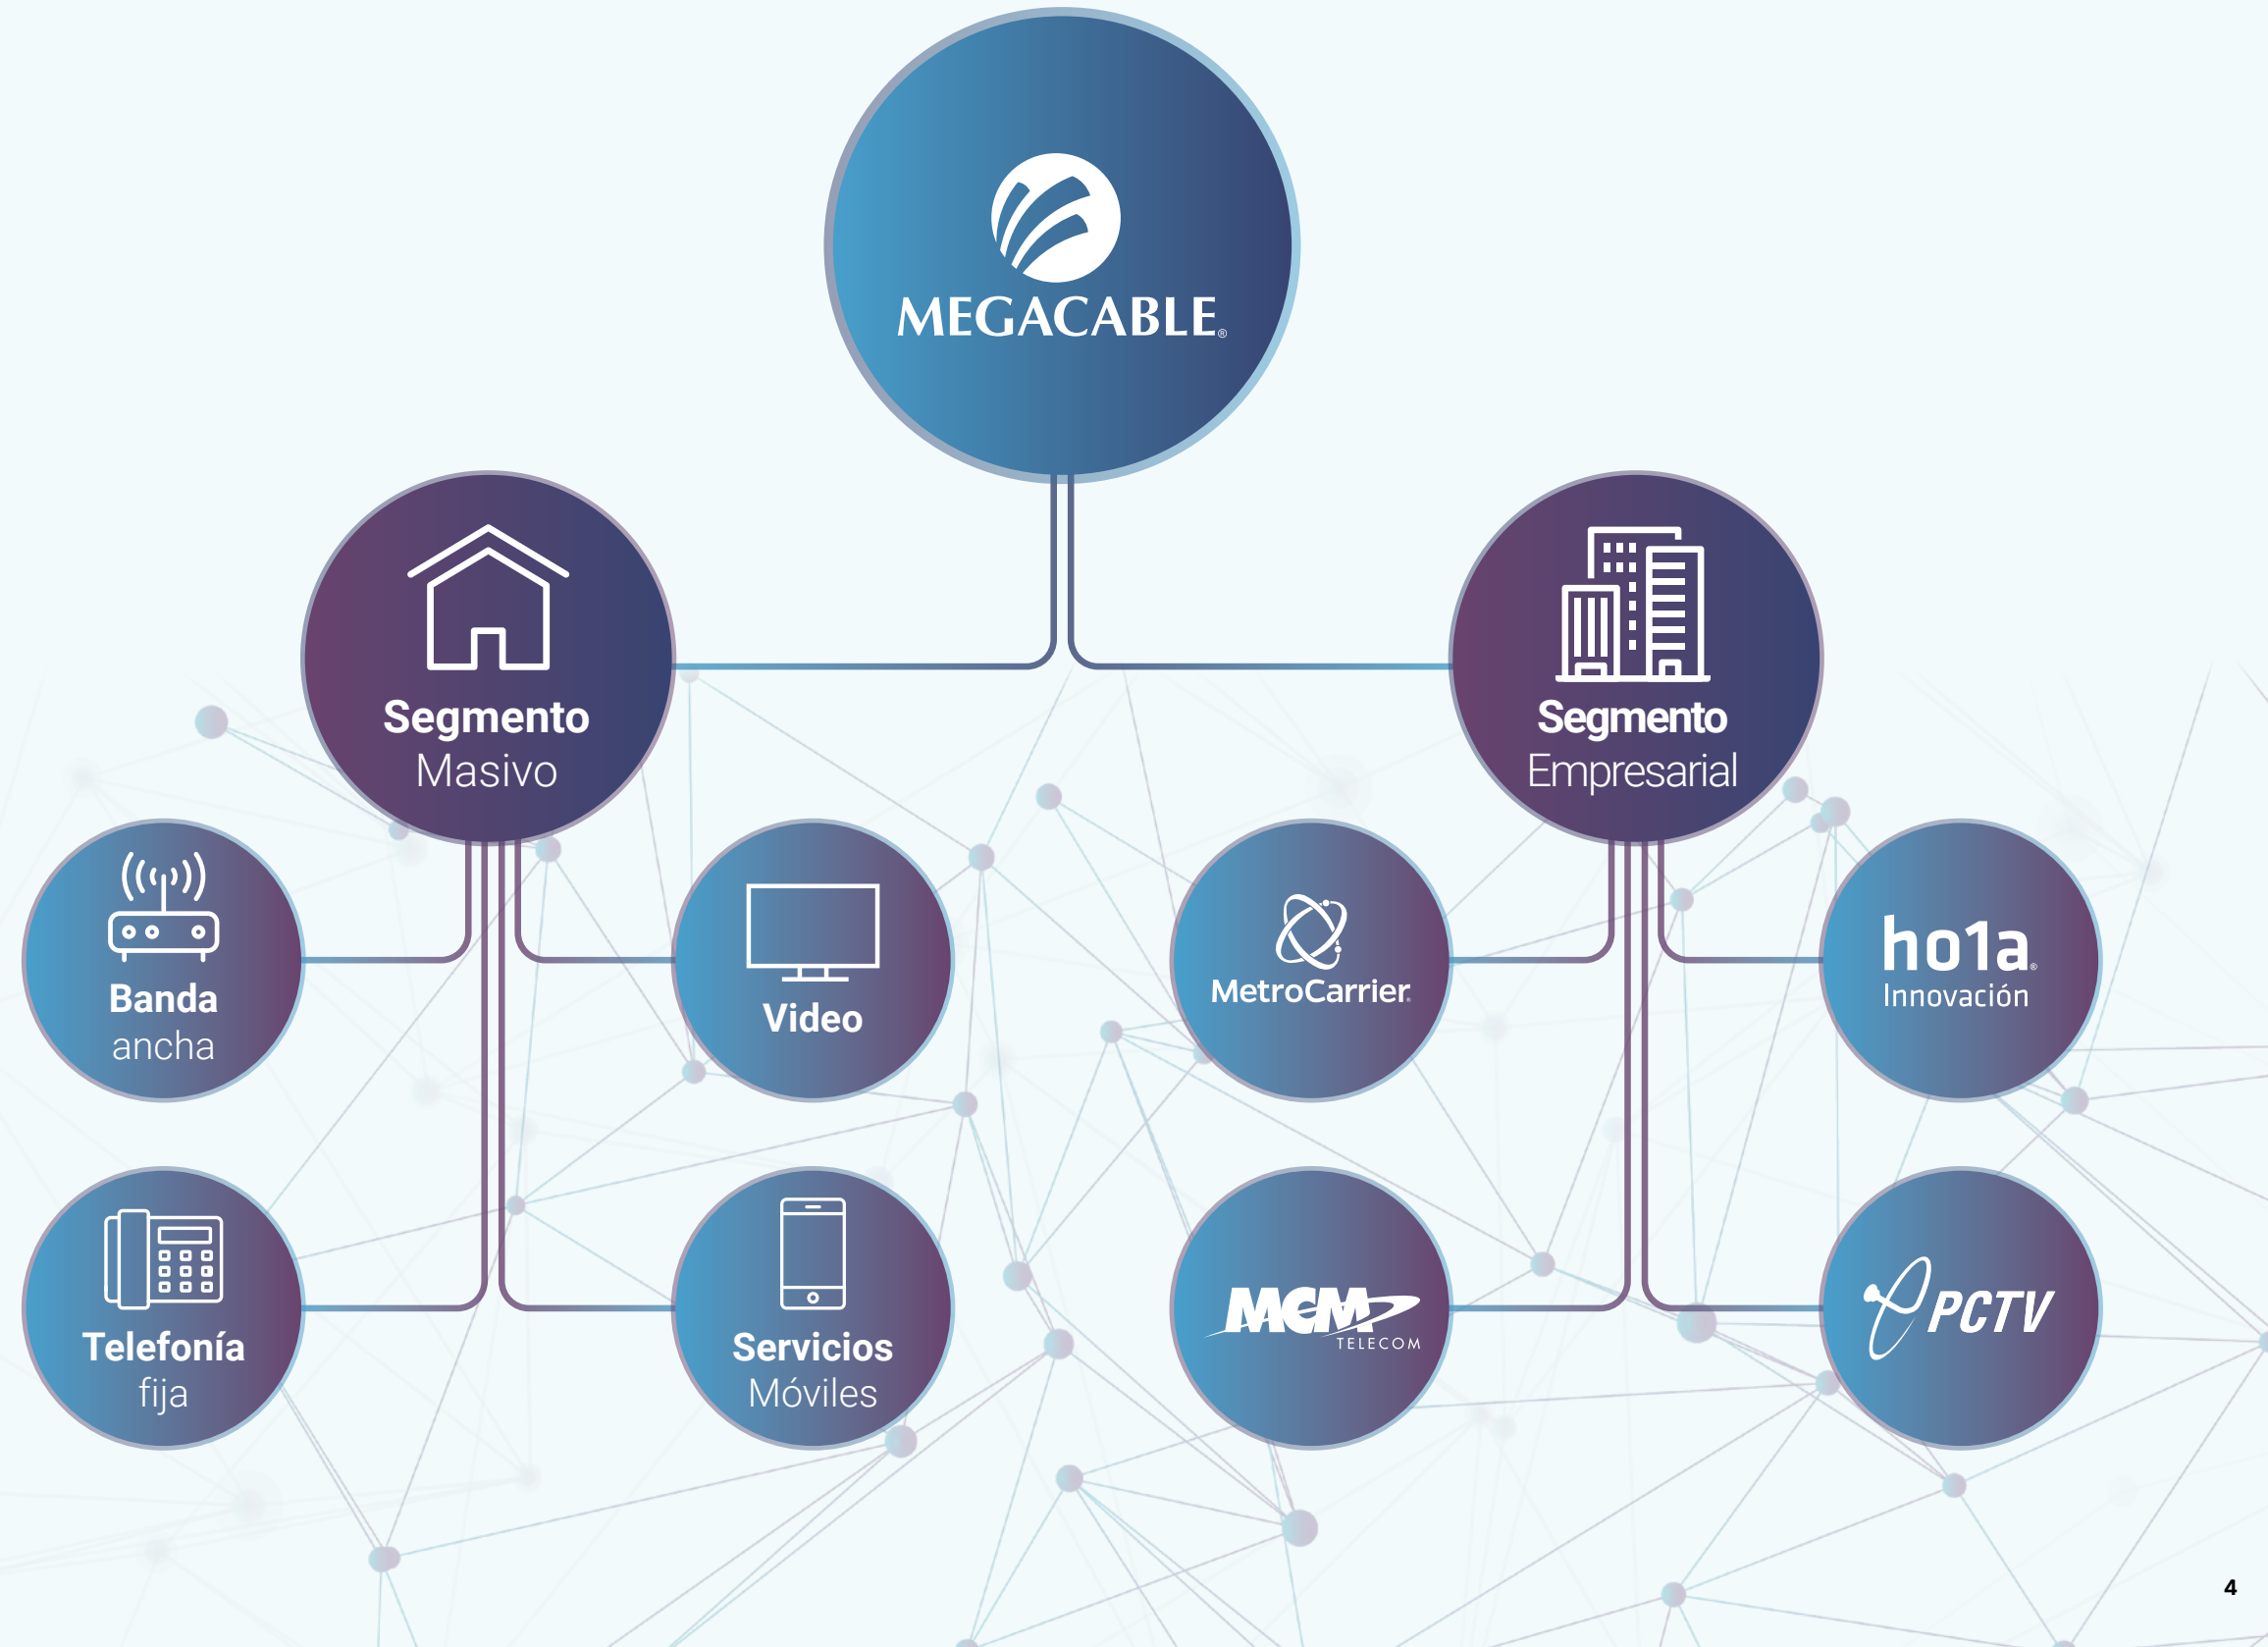 MEGACABLE®
Segmento
Masivo
Segmento
Empresarial
Banda
ancha
Video
MetroCarrier®
ho1a®
Innovación
Telefonía
fija
Servicios
Móviles
MCM
TELECOM
PCTV
4